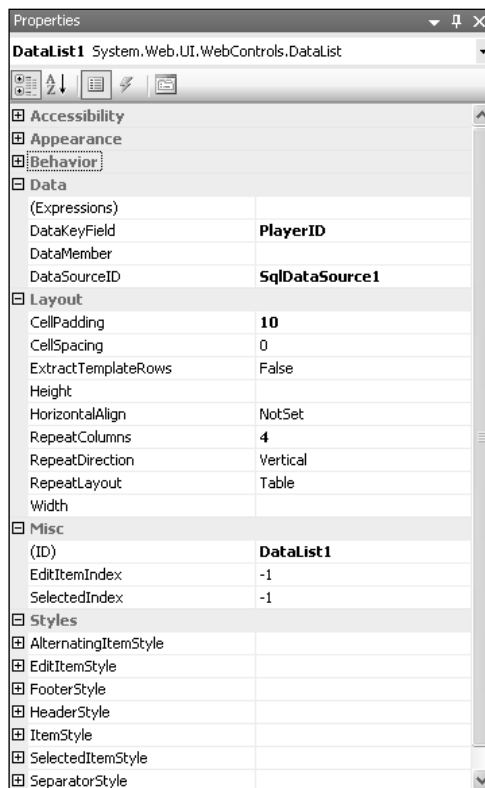 Properties
DataList1 System.Web.UI.WebControls.DataList
A
Z
Accessibility
Appearance
Behavior
Data
(Expressions)
DataKeyField PlayerID
DataMember
DataSourceID SqlDataSource1
Layout
CellPadding 10
CellSpacing 0
ExtractTemplateRows False
Height
HorizontalAlign NotSet
RepeatColumns 4
RepeatDirection Vertical
RepeatLayout Table
Width
Misc
(ID) DataList1
EditItemIndex -1
SelectedIndex -1
Styles
AlternatingItemStyle
EditItemStyle
FooterStyle
HeaderStyle
ItemStyle
SelectedItemStyle
SeparatorStyle